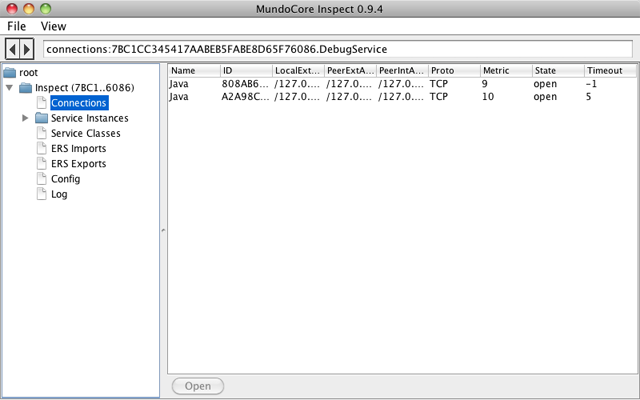 MundoCore Inspect 0.9.4
File View
connections:7BC1CC345417AABEB5FABE8D65F76086.DebugService
root
Inspect (7BC1..6086)
Connections
Service Instances
Service Classes
ERS Imports
ERS Exports
Config
Log
Name ID LocalExt... PeerExtA... PeerIntA... Proto Metric State Timeout
Java 808AB6... /127.0.... /127.0.... /127.0.... TCP 9 open -1
Java A2A98C... /127.0.... /127.0.... /127.0.... TCP 10 open 5
Open